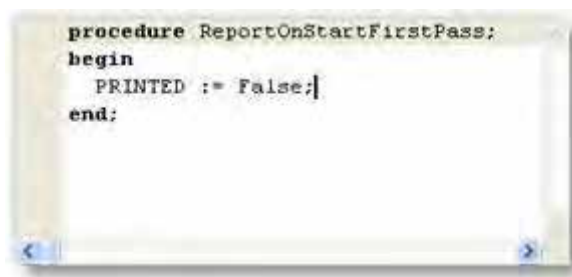 procedure ReportOnStartFirstPass;
begin
PRINTED := False;
end;